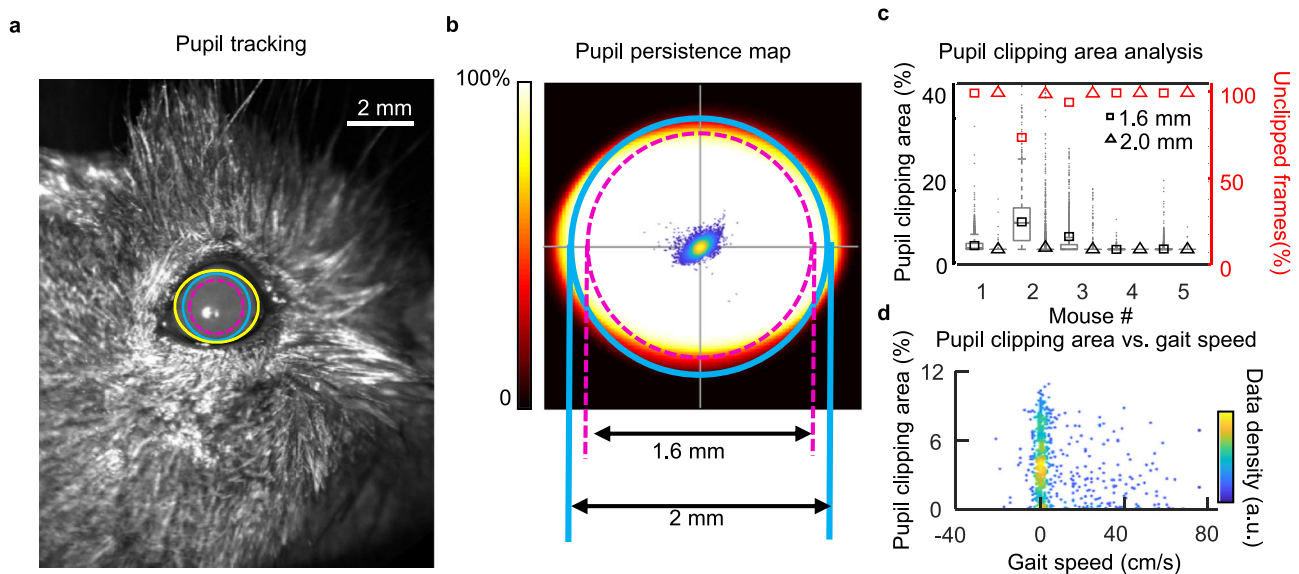 a
Pupil tracking
2 mm
b
Pupil persistence map
100%
0
1.6 mm
2 mm
c
Pupil clipping area analysis
Pupil clipping area (%)
40
20
0
100
50
0
Unclipped frames(%)
1.6 mm
2.0 mm
1 2 3 4 5
Mouse #
d
Pupil clipping area vs. gait speed
Pupil clipping area (%)
12
6
0
-40 0 40 80
Gait speed (cm/s)
Data density (a.u.)